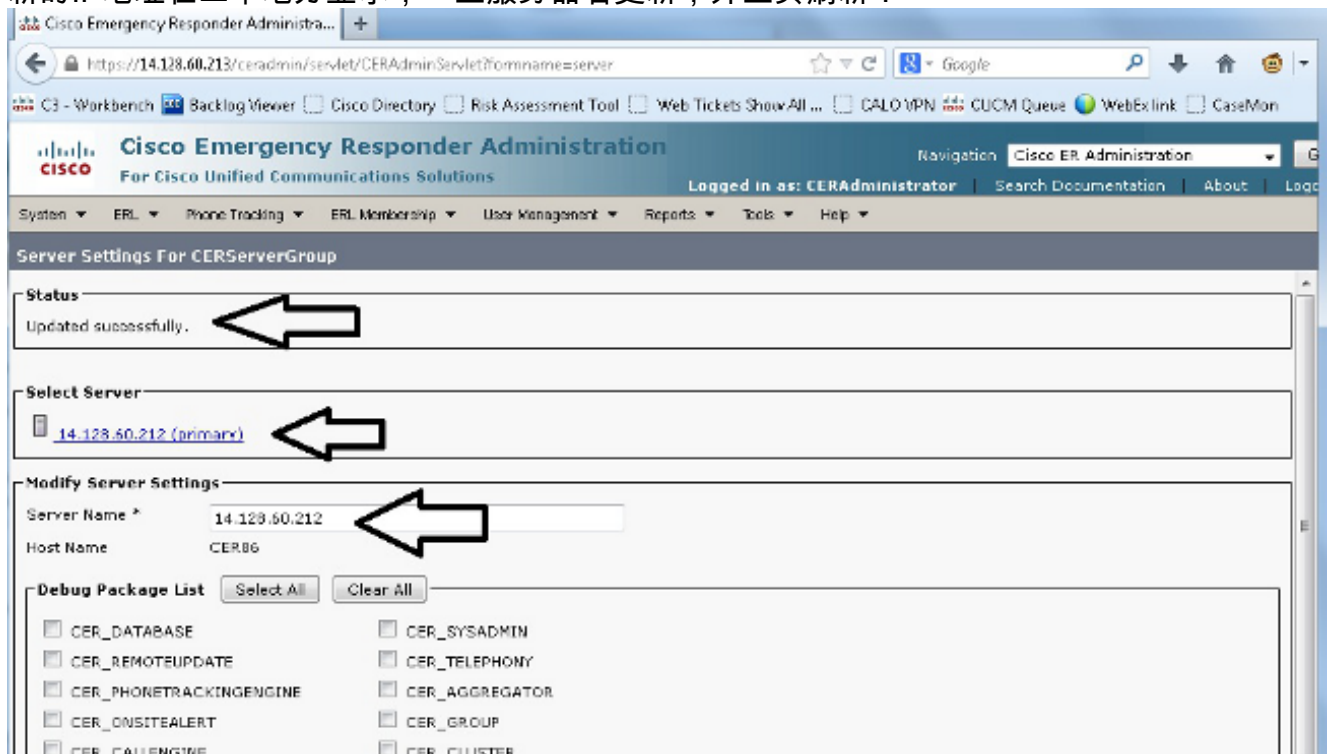 Cisco Emergency Responder Administra...
https://14.128.60.213/ceradmin/servlet/CERAdminServlet?formname=server
Google
C3 - Workbench Backlog Viewer Cisco Directory Risk Assessment Tool Web Tickets Show All ... CALO VPN CUCM Queue WebEx link CaseMon
CISCO
Cisco Emergency Responder Administration
For Cisco Unified Communications Solutions
Navigation Cisco ER Administration G
Logged in as: CERAdministrator | Search Documentation | About | Logo
System ERL Phone Tracking ERL Membership User Management Reports Tools Help
Server Settings For CERServerGroup
Status
Updated successfully.
Select Server
14.128.60.212 (primary)
Modify Server Settings
Server Name * 14.128.60.212
Host Name CER86
Debug Package List Select All Clear All
CER_DATABASE CER_SYSADMIN
CER_REMOTEUPDATE CER_TELEPHONY
CER_PHONETRACKINGENGINE CER_AGGREGATOR
CER_ONSITEALERT CER_GROUP
CER_CALLENGINE CER_CLUSTER